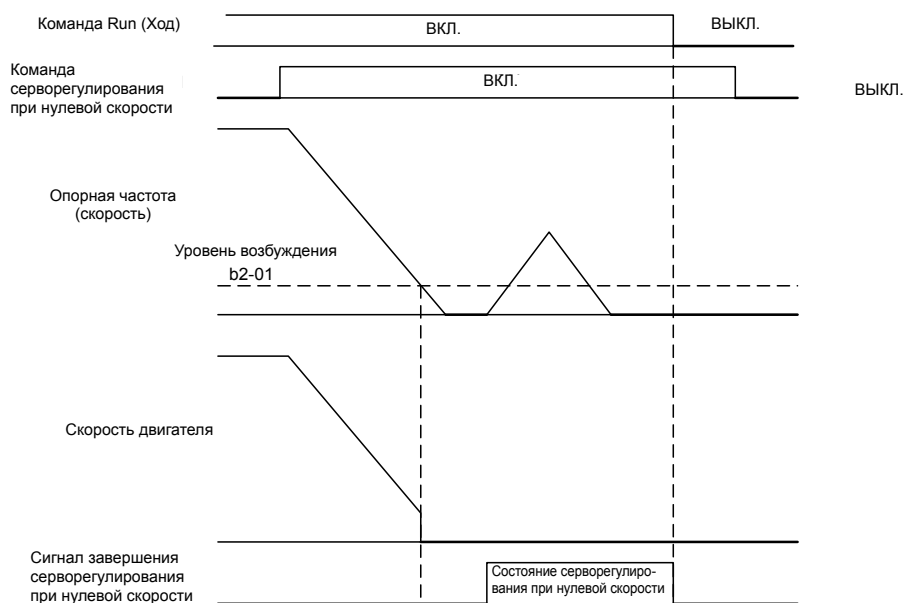 Команда Run (Ход)
ВКЛ.
ВЫКЛ.
Команда
серворегулирования
при нулевой скорости
ВКЛ.
ВЫКЛ.
Опорная частота
(скорость)
Уровень возбуждения
b2-01
Скорость двигателя
Сигнал завершения
серворегулирования
при нулевой скорости
Состояние серворегулиро-
вания при нулевой скорости